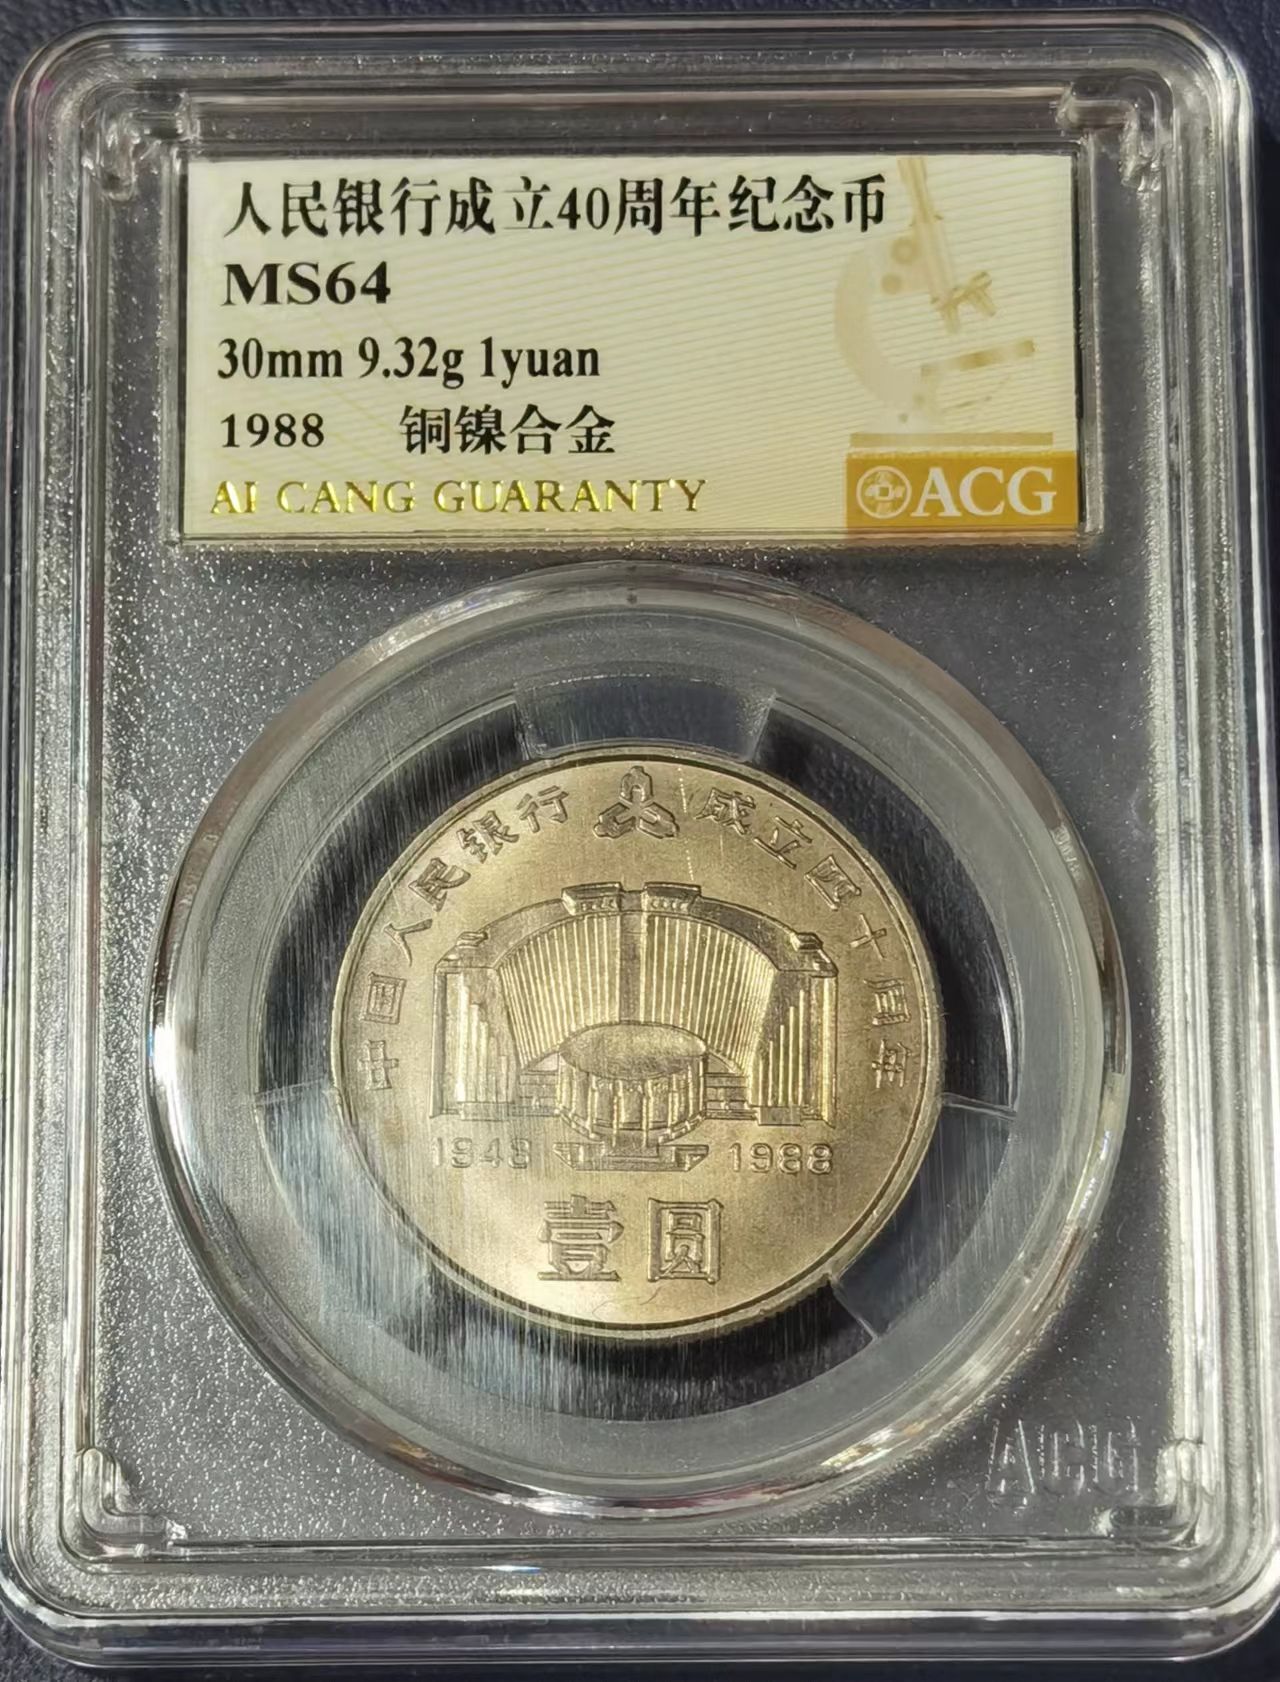 人民银行成立40周年纪念币
MS64
30mm 9.32g 1yuan
1988 铜镍合金
AI CANG GUARANTY
ACG
中国人民银行 成立四十周年
1948 1988
壹圆
ACG